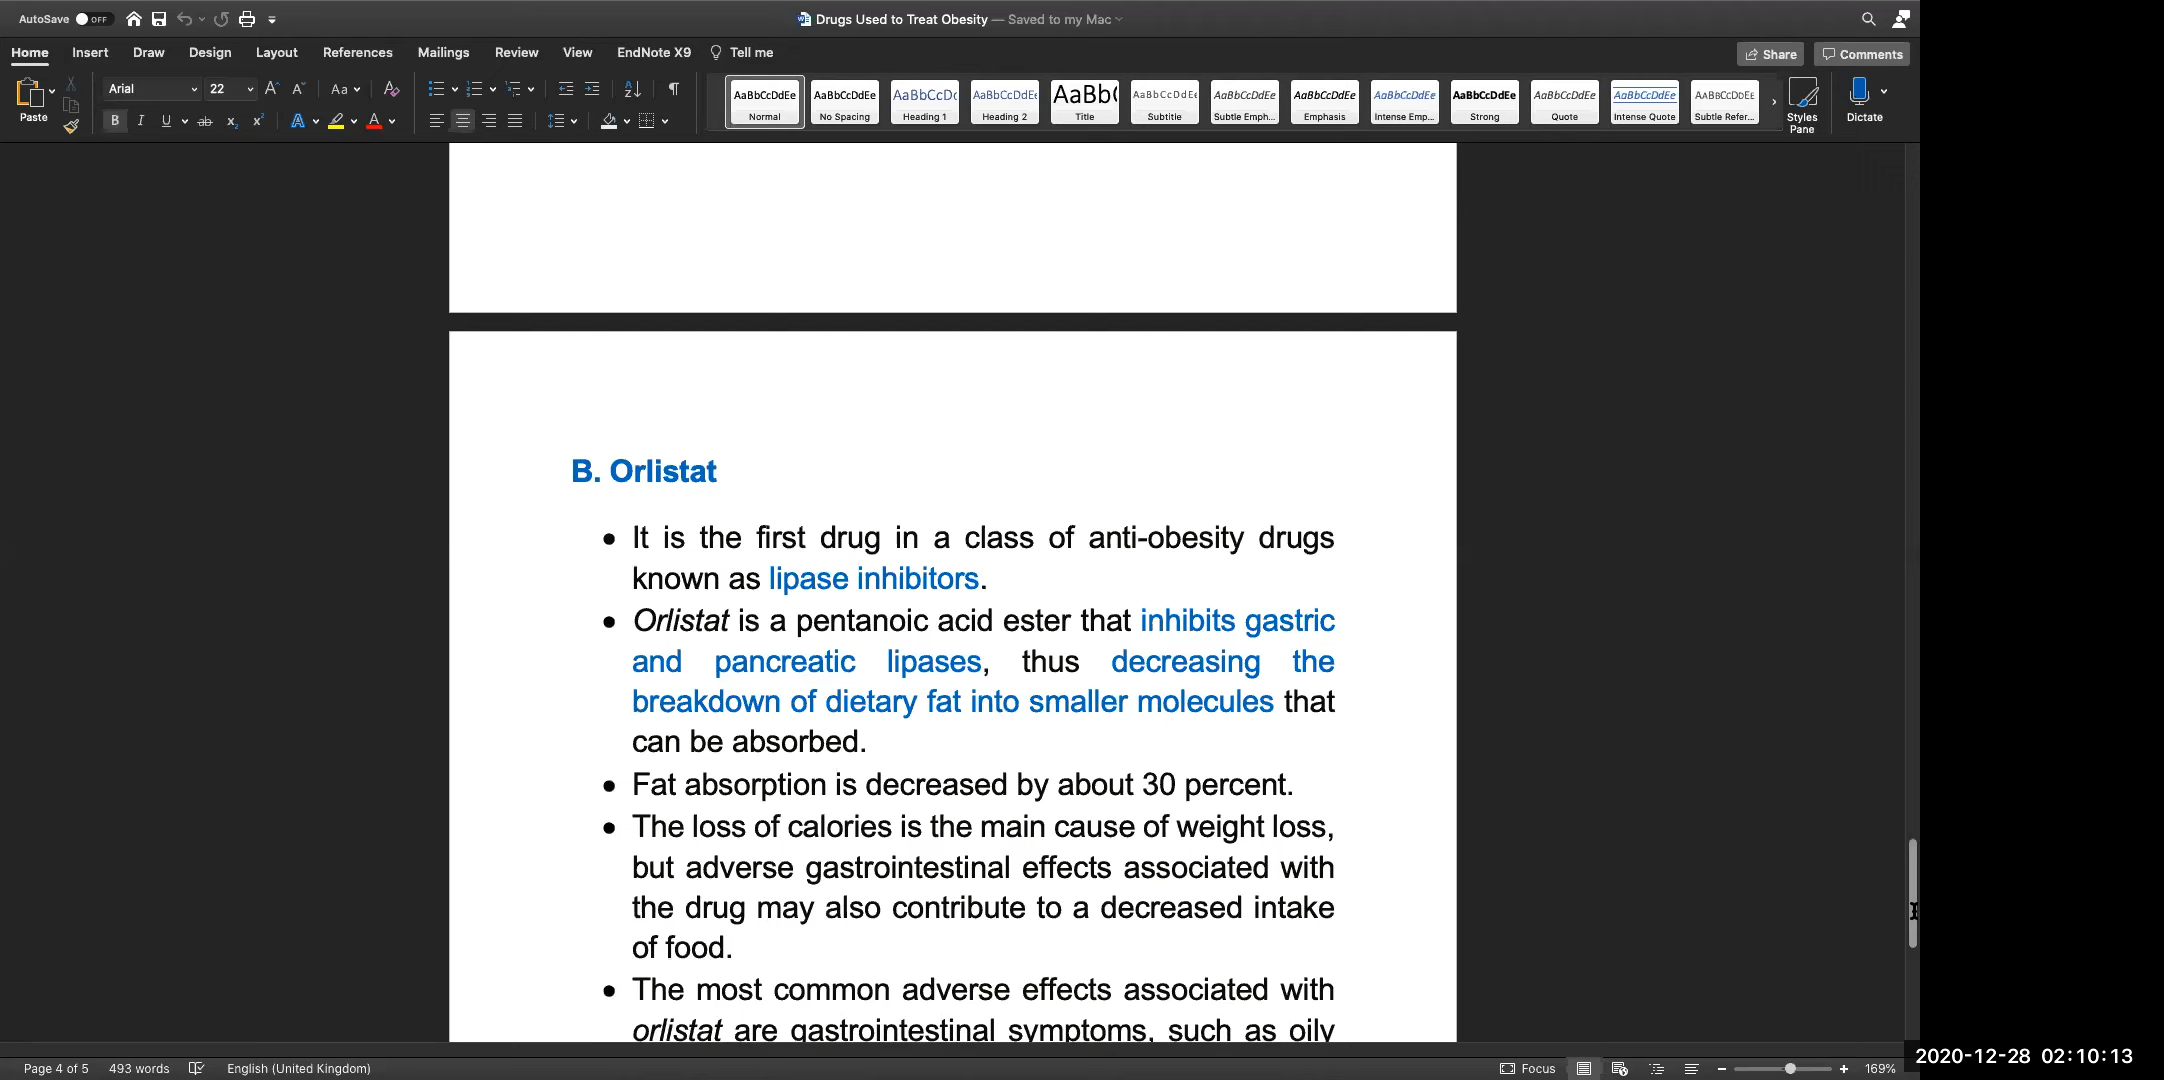 AutoSave OFF
Drugs Used to Treat Obesity — Saved to my Mac
Home Insert Draw Design Layout References Mailings Review View EndNote X9 Tell me
Share Comments
Paste
Arial 22
AaBbCcDdEe AaBbCcDdEe AaBbCcDc AaBbCcDdEe AaBb( AaBbCcDdEe AaBbCcDdEe AaBbCcDdEe AaBbCcDdEe AaBbCcDdEe AaBbCcDdEe AaBbCcDdEe AaBbCcDdEe
Normal No Spacing Heading 1 Heading 2 Title Subtitle Subtle Emph... Emphasis Intense Emp... Strong Quote Intense Quote Subtle Refer...
Styles Pane
Dictate
B. Orlistat
• It is the first drug in a class of anti-obesity drugs
known as lipase inhibitors.
• Orlistat is a pentanoic acid ester that inhibits gastric
and pancreatic lipases, thus decreasing the
breakdown of dietary fat into smaller molecules that
can be absorbed.
• Fat absorption is decreased by about 30 percent.
• The loss of calories is the main cause of weight loss,
but adverse gastrointestinal effects associated with
the drug may also contribute to a decreased intake
of food.
• The most common adverse effects associated with
orlistat are gastrointestinal symptoms, such as oily
Page 4 of 5 493 words English (United Kingdom)
Focus 169%
2020-12-28 02:10:13